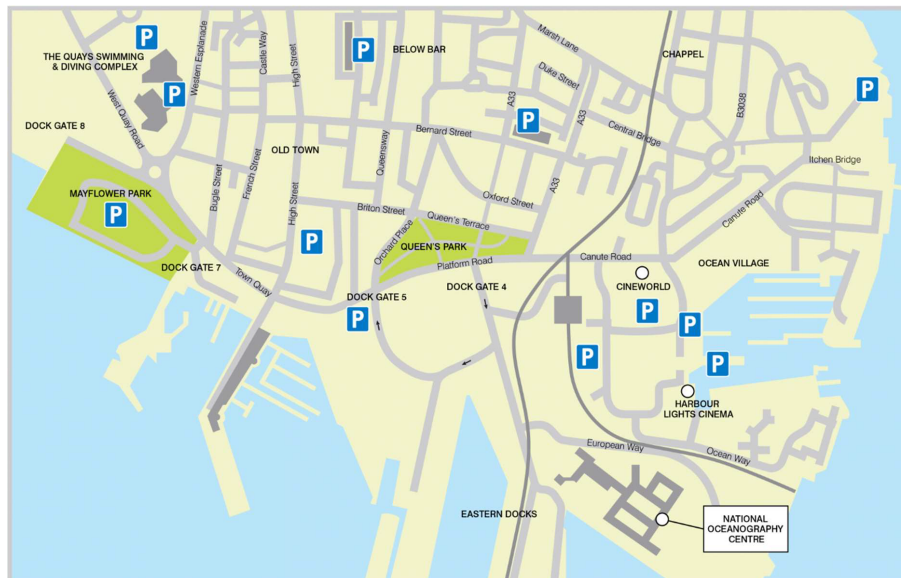 P
THE QUAYS SWIMMING
& DIVING COMPLEX
P
Western Esplanade
Castle Way
High Street
P
BELOW BAR
Marsh Lane
CHAPPEL
Duke Street
P
B3038
West Quay Road
DOCK GATE 8
A33
P
A33
Central Bridge
Bernard Street
OLD TOWN
Queensway
Itchen Bridge
French Street
Bugle Street
MAYFLOWER PARK
P
High Street
Oxford Street
A33
Briton Street
Queen's Terrace
Canute Road
P
Orchard Place
QUEEN'S PARK
Platform Road
Canute Road
OCEAN VILLAGE
DOCK GATE 7
Town Quay
CINEWORLD
DOCK GATE 5
DOCK GATE 4
P
P
P
P
P
HARBOUR
LIGHTS CINEMA
European Way
Ocean Way
EASTERN DOCKS
NATIONAL
OCEANOGRAPHY
CENTRE